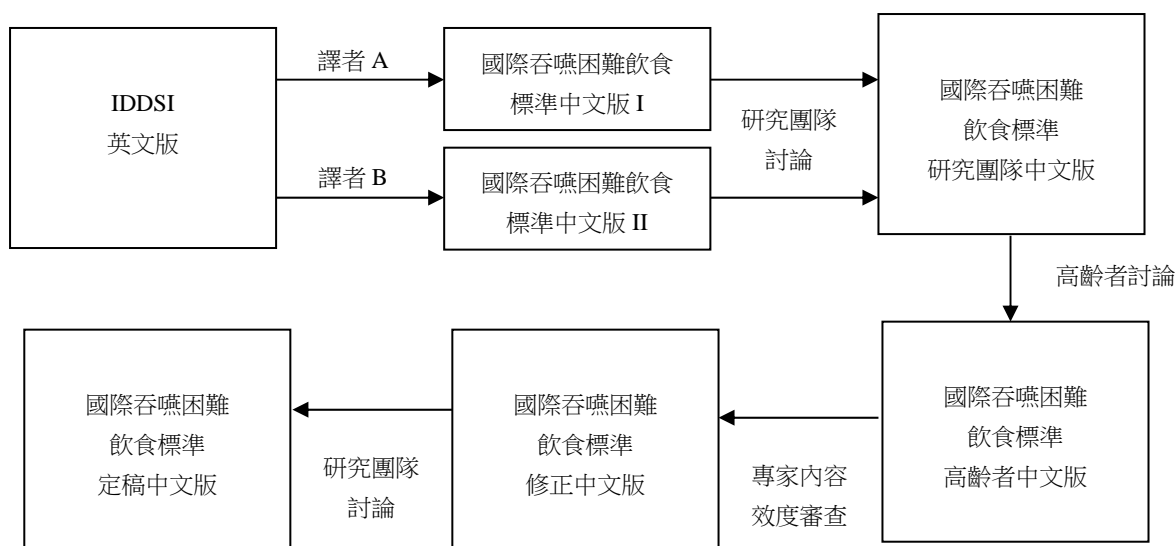 IDDSI
英文版
譯者 A
國際吞嚥困難飲食
標準中文版 I
譯者 B
國際吞嚥困難飲食
標準中文版 II
研究團隊
討論
國際吞嚥困難
飲食標準
研究團隊中文版
高齡者討論
國際吞嚥困難
飲食標準
高齡者中文版
專家內容
效度審查
國際吞嚥困難
飲食標準
修正中文版
研究團隊
討論
國際吞嚥困難
飲食標準
定稿中文版